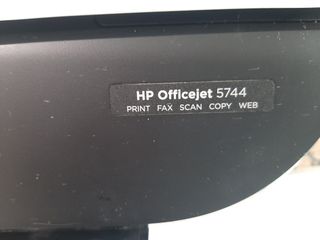 HP Officejet 5744
PRINT FAX SCAN COPY WEB